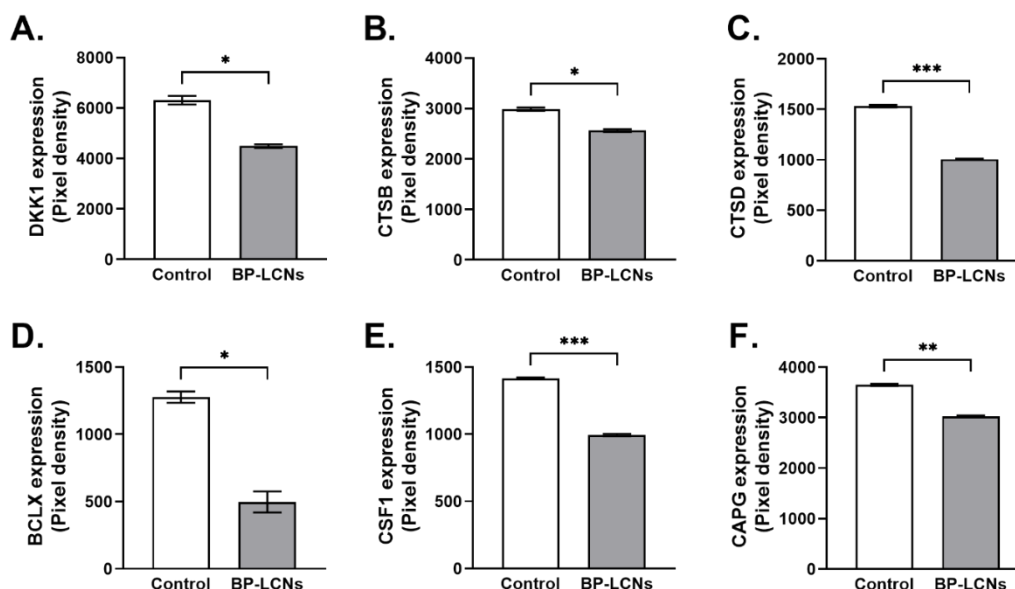 A.
DKK1 expression
(Pixel density)
8000
6000
4000
2000
0
*
Control BP-LCNs
B.
CTSB expression
(Pixel density)
4000
3000
2000
1000
0
*
Control BP-LCNs
C.
CTSD expression
(Pixel density)
2000
1500
1000
500
0
***
Control BP-LCNs
D.
BCLX expression
(Pixel density)
1500
1000
500
0
*
Control BP-LCNs
E.
CSF1 expression
(Pixel density)
1500
1000
500
0
***
Control BP-LCNs
F.
CAPG expression
(Pixel density)
4000
3000
2000
1000
0
**
Control BP-LCNs